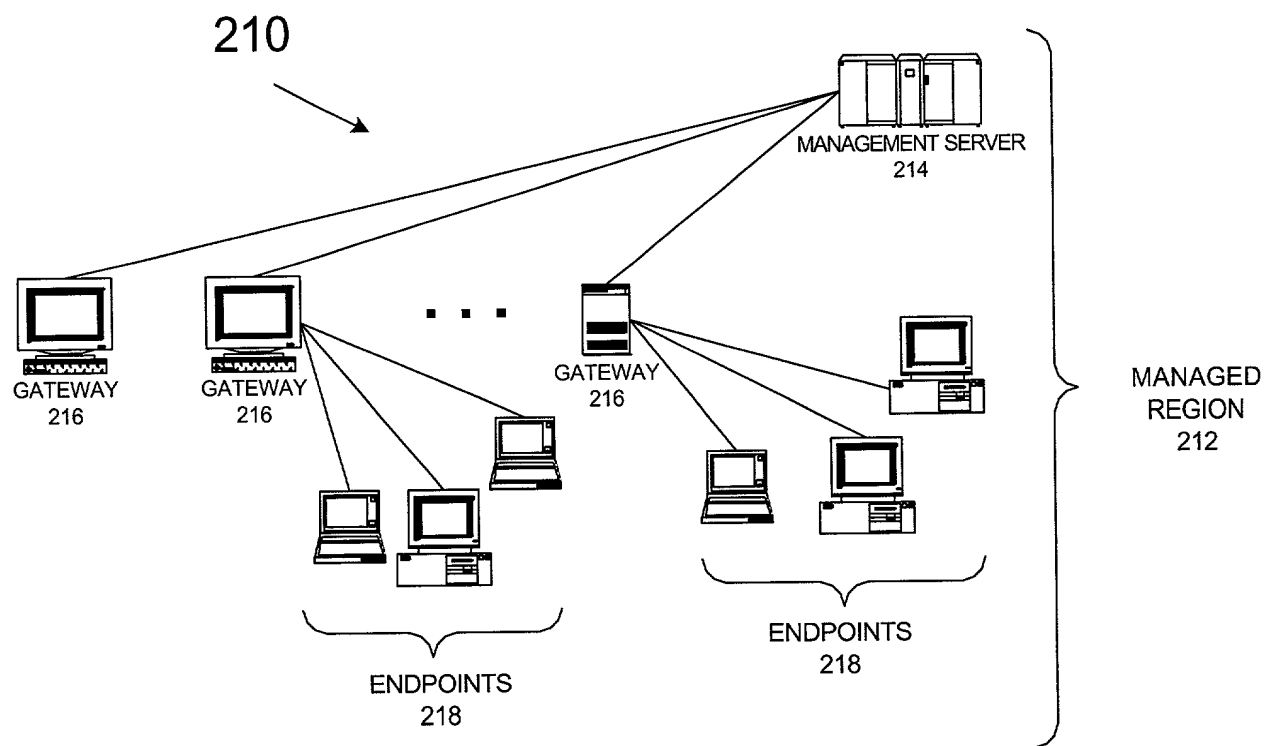 210
MANAGEMENT SERVER
214
GATEWAY
216
GATEWAY
216
GATEWAY
216
MANAGED
REGION
212
ENDPOINTS
218
ENDPOINTS
218